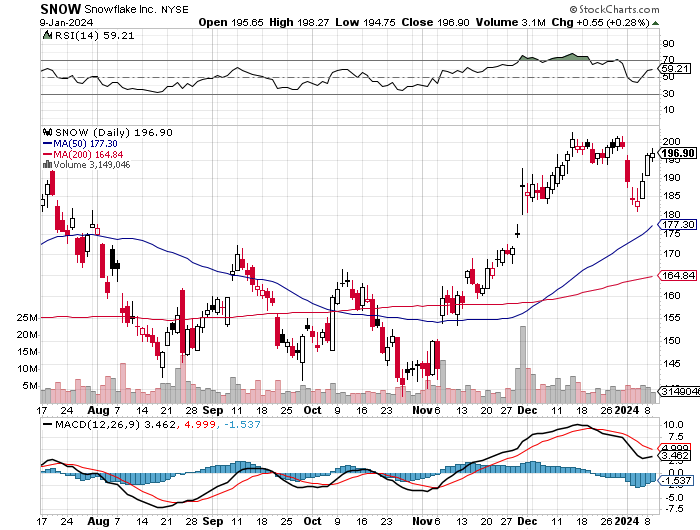 SNOW Snowflake Inc. NYSE © StockCharts.com
9-Jan-2024 Open 195.65 High 198.27 Low 194.75 Close 196.90 Volume 3.1M Chg +0.55 (+0.28%)
RSI(14) 59.21
90
70
59.21
50
30
10
SNOW (Daily) 196.90
MA(50) 177.30
MA(200) 164.84
Volume 3,149,046
200
196.90
190
185
180
177.30
175
170
164.84
160
155
150
145
25M
20M
15M
10M
5M
3149046
17 24 Aug 7 14 21 28 Sep 11 18 25 Oct 9 16 23 Nov 6 13 20 27 Dec 11 18 26 2024 8
MACD(12,26,9) 3.462, 4.999, -1.537
10.0
7.5
4.999
3.462
0.0
-1.537
-5.0
-7.5
17 24 Aug 7 14 21 28 Sep 11 18 25 Oct 9 16 23 Nov 6 13 20 27 Dec 11 18 26 2024 8